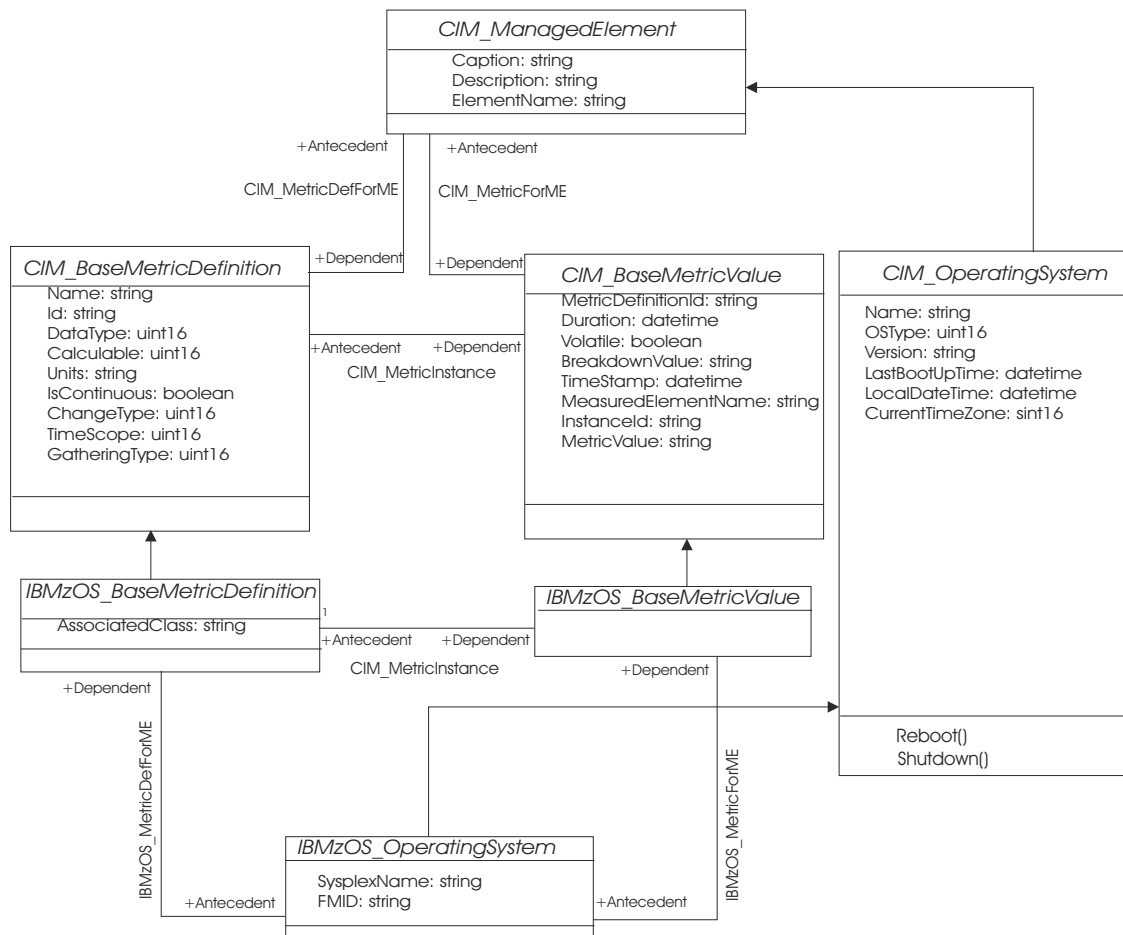 CIM_ManagedElement
Caption: string
Description: string
ElementName: string
+Antecedent
+Antecedent
CIM_MetricDefForME
CIM_MetricForME
+Dependent
+Dependent
CIM_BaseMetricDefinition
Name: string
Id: string
DataType: uint16
Calculable: uint16
Units: string
IsContinuous: boolean
ChangeType: uint16
TimeScope: uint16
GatheringType: uint16
+Antecedent
+Dependent
CIM_MetricInstance
CIM_BaseMetricValue
MetricDefinitionId: string
Duration: datetime
Volatile: boolean
BreakdownValue: string
TimeStamp: datetime
MeasuredElementName: string
InstanceId: string
MetricValue: string
CIM_OperatingSystem
Name: string
OSType: uint16
Version: string
LastBootUpTime: datetime
LocalDateTime: datetime
CurrentTimeZone: sint16
Reboot()
Shutdown()
IBMzOS_BaseMetricDefinition
AssociatedClass: string
1
+Antecedent
+Dependent
CIM_MetricInstance
IBMzOS_BaseMetricValue
+Dependent
+Dependent
IBMzOS_MetricDefForME
IBMzOS_MetricForME
IBMzOS_OperatingSystem
SysplexName: string
FMID: string
+Antecedent
+Antecedent